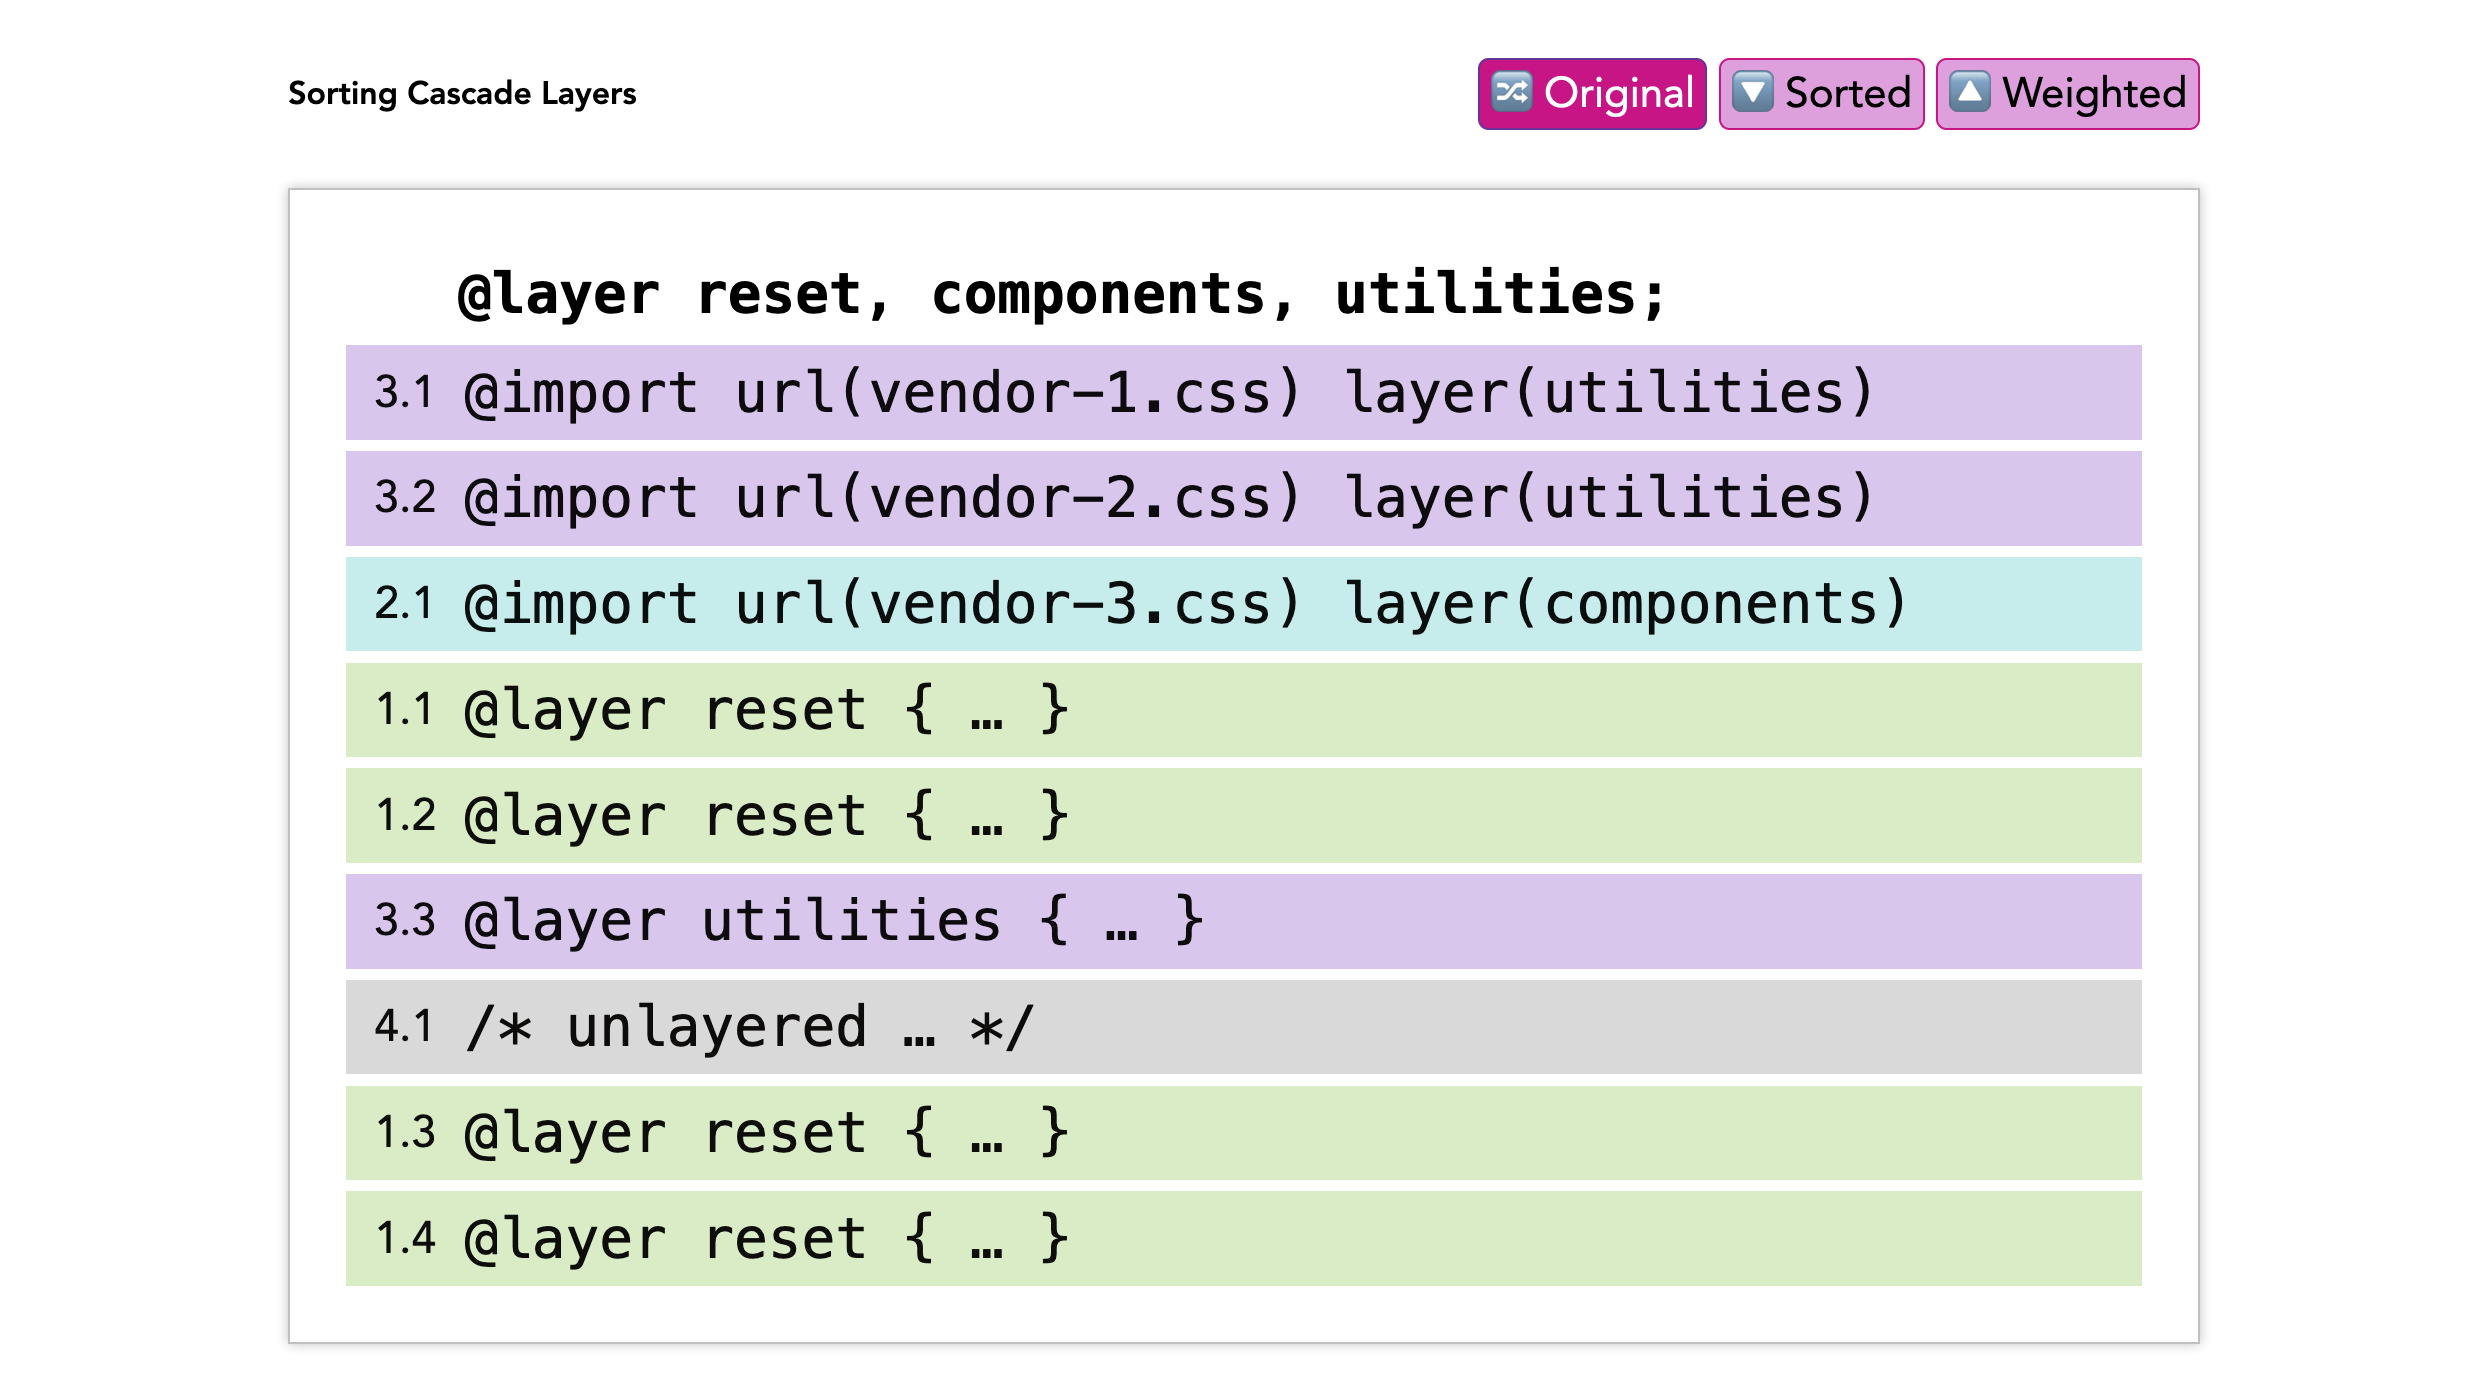 Sorting Cascade Layers
🔀 Original 🔽 Sorted 🔼 Weighted
@layer reset, components, utilities;
3.1 @import url(vendor-1.css) layer(utilities)
3.2 @import url(vendor-2.css) layer(utilities)
2.1 @import url(vendor-3.css) layer(components)
1.1 @layer reset { … }
1.2 @layer reset { … }
3.3 @layer utilities { … }
4.1 /* unlayered … */
1.3 @layer reset { … }
1.4 @layer reset { … }